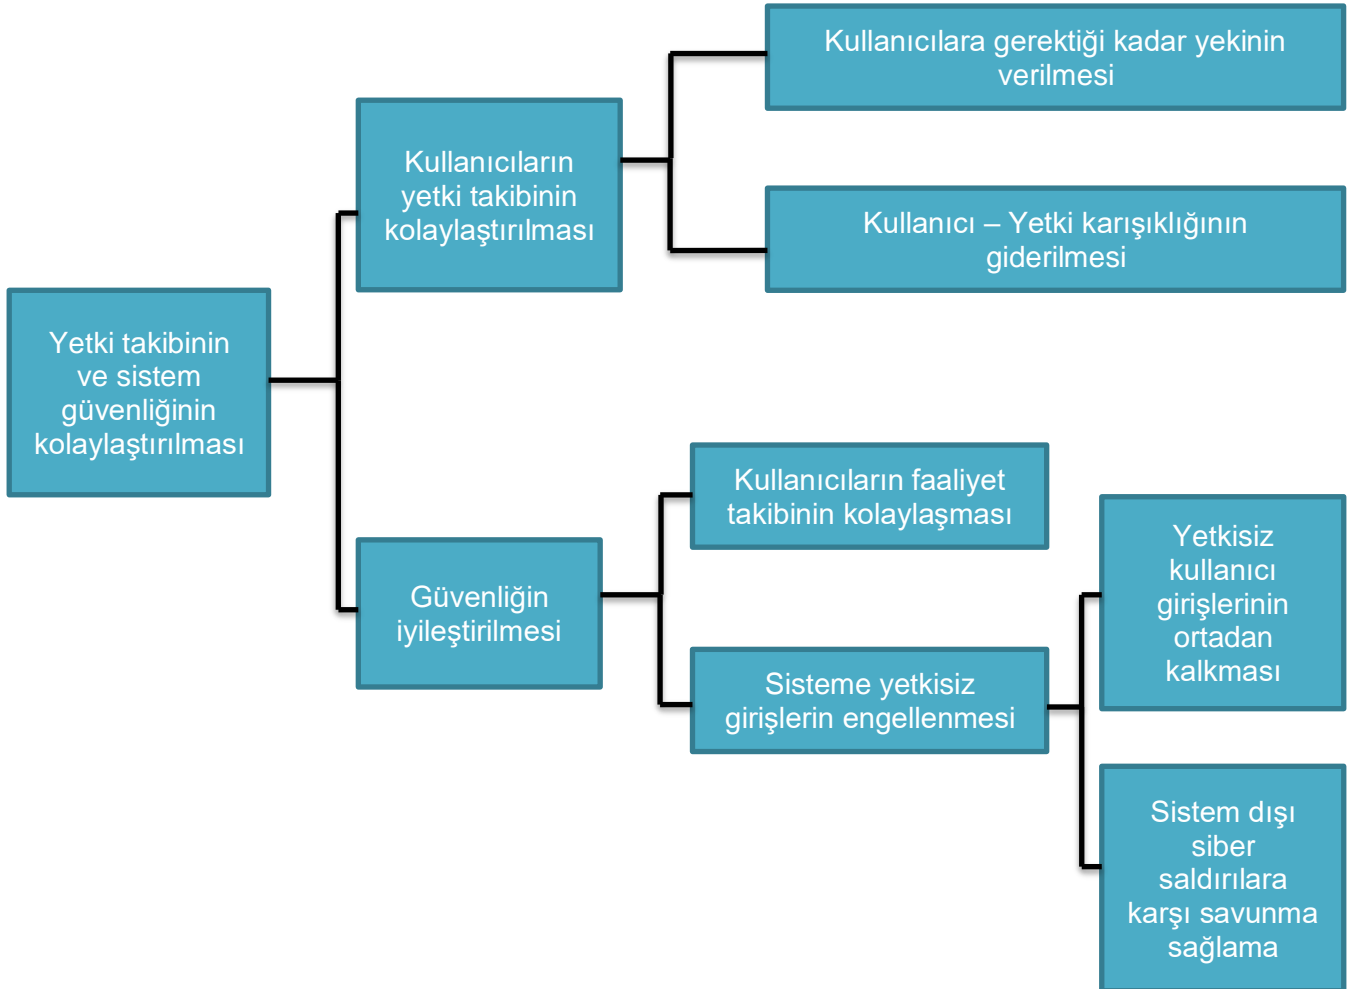 Kullanıcılara gerektiği kadar yekinin
verilmesi
Kullanıcıların
yetki takibinin
kolaylaştırılması
Kullanıcı – Yetki karışıklığının
giderilmesi
Yetki takibinin
ve sistem
güvenliğinin
kolaylaştırılması
Kullanıcıların faaliyet
takibinin kolaylaşması
Güvenliğin
iyileştirilmesi
Sisteme yetkisiz
girişlerin engellenmesi
Yetkisiz
kullanıcı
girişlerinin
ortadan
kalkması
Sistem dışı
siber
saldırılara
karşı savunma
sağlama